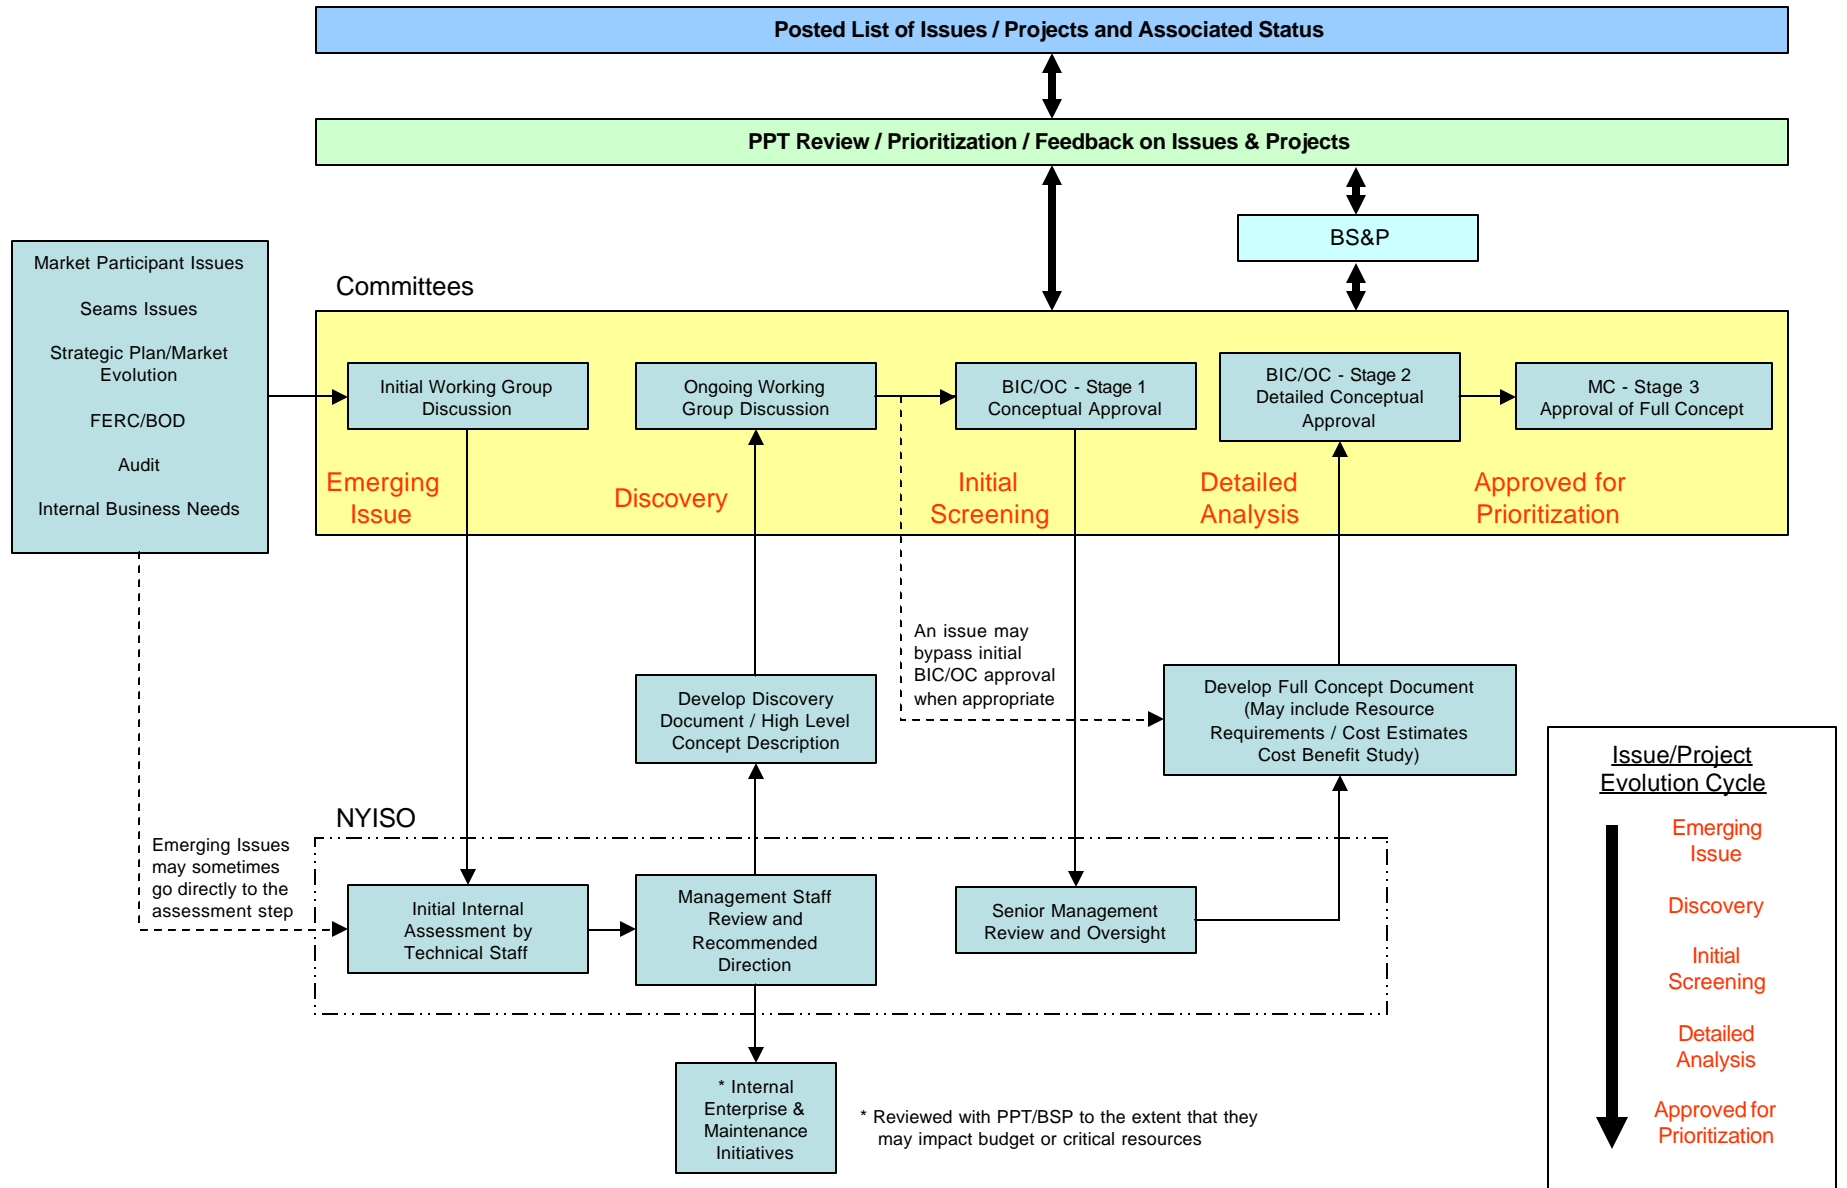 Posted List of Issues / Projects and Associated Status
PPT Review / Prioritization / Feedback on Issues & Projects
BS&P
Market Participant Issues
Seams Issues
Strategic Plan/Market
Evolution
FERC/BOD
Audit
Internal Business Needs
Committees
Initial Working Group
Discussion
Ongoing Working
Group Discussion
BIC/OC - Stage 1
Conceptual Approval
BIC/OC - Stage 2
Detailed Conceptual
Approval
MC - Stage 3
Approval of Full Concept
Emerging
Issue
Discovery
Initial
Screening
Detailed
Analysis
Approved for
Prioritization
An issue may
bypass initial
BIC/OC approval
when appropriate
Develop Discovery
Document / High Level
Concept Description
Develop Full Concept Document
(May include Resource
Requirements / Cost Estimates
Cost Benefit Study)
NYISO
Emerging Issues
may sometimes
go directly to the
assessment step
Initial Internal
Assessment by
Technical Staff
Management Staff
Review and
Recommended
Direction
Senior Management
Review and Oversight
* Internal
Enterprise &
Maintenance
Initiatives
* Reviewed with PPT/BSP to the extent that they
may impact budget or critical resources
Issue/Project
Evolution Cycle
Emerging
Issue
Discovery
Initial
Screening
Detailed
Analysis
Approved for
Prioritization